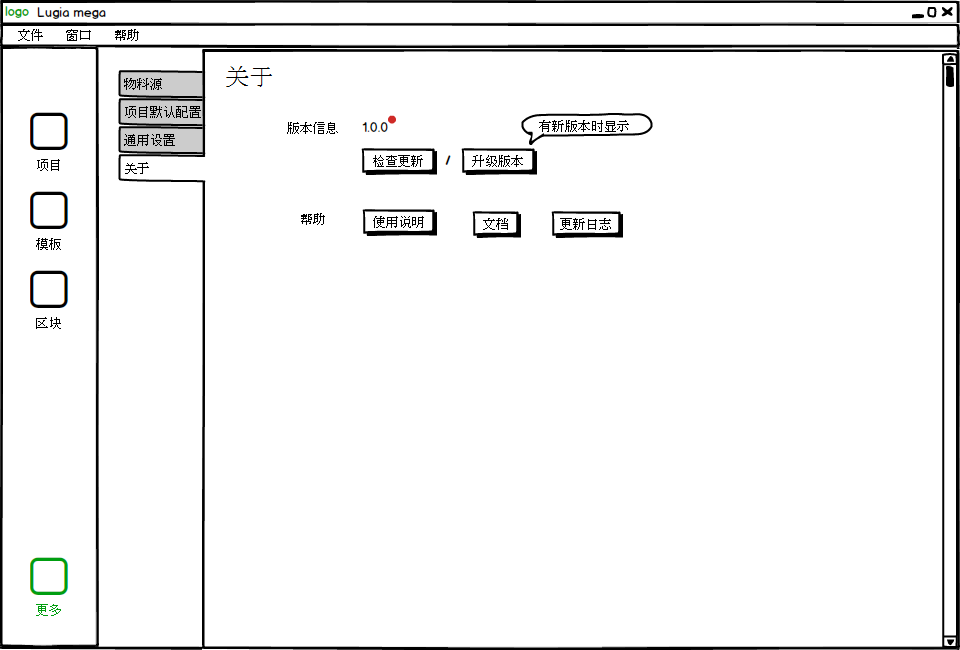 logo Lugia mega
文件 窗口 帮助
项目
模板
区块
更多
物料源
项目默认配置
通用设置
关于
关于
版本信息 1.0.0
有新版本时显示
检查更新 / 升级版本
帮助 使用说明 文档 更新日志